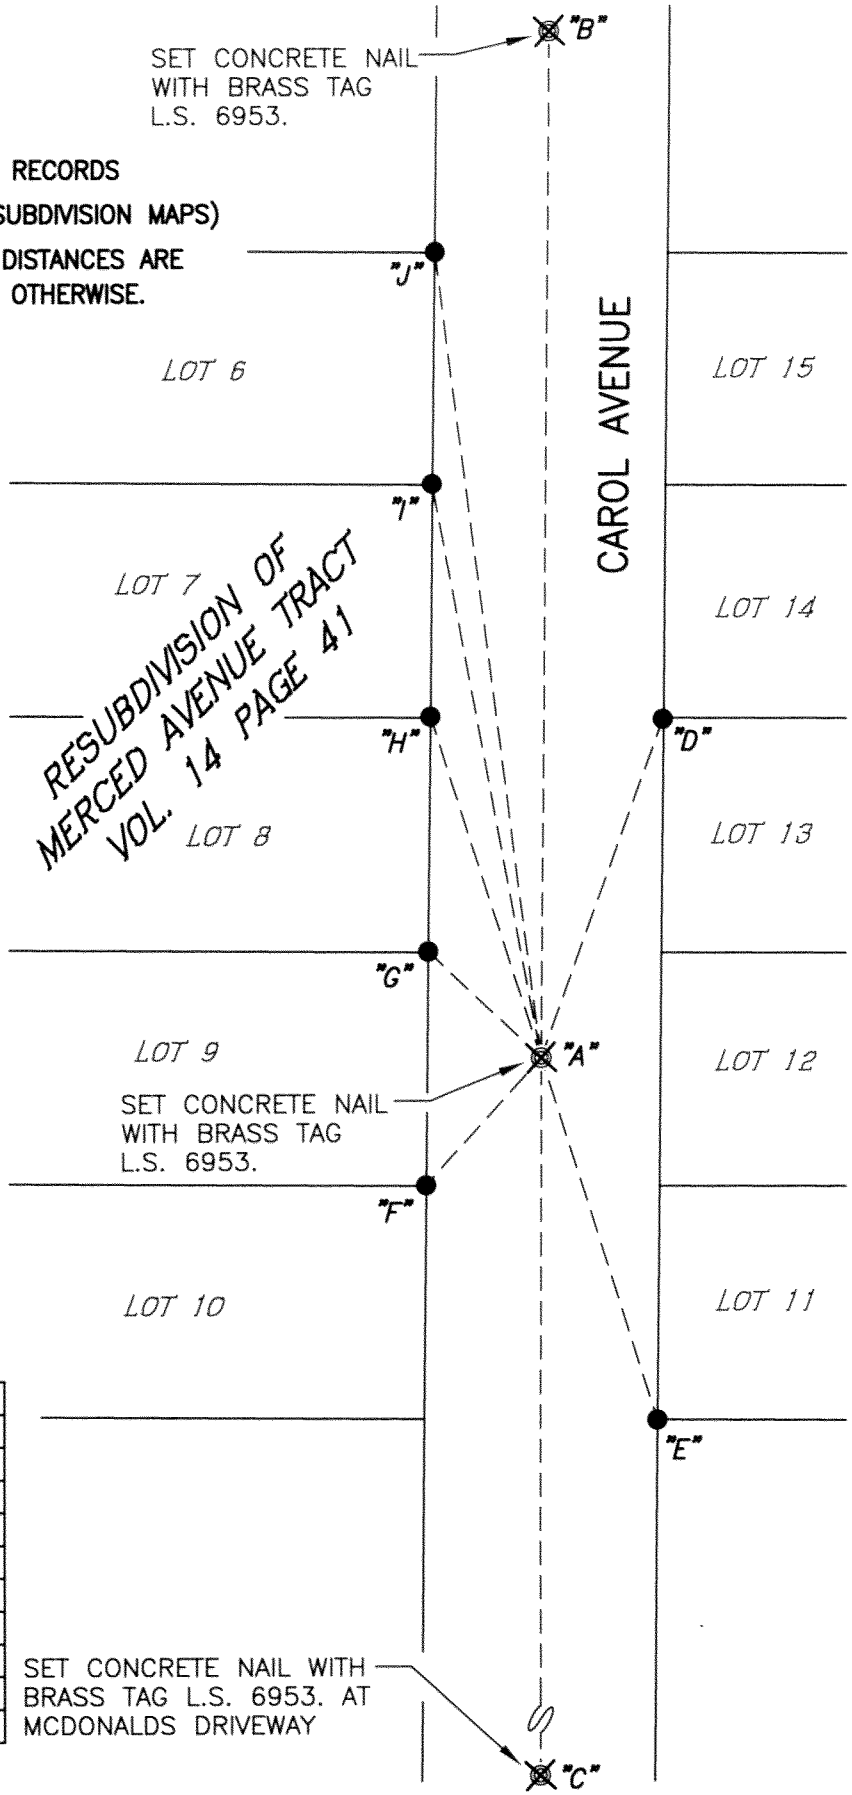 "B"
SET CONCRETE NAIL
WITH BRASS TAG
L.S. 6953.
RECORDS
SUBDIVISION MAPS)
DISTANCES ARE
OTHERWISE.
"J"
CAROL AVENUE
LOT 6
LOT 15
"I"
LOT 7
LOT 14
RESUBDIVISION OF
MERCED AVENUE TRACT
VOL. 14 PAGE 41
"H"
"D"
LOT 8
LOT 13
"G"
LOT 9
"A"
LOT 12
SET CONCRETE NAIL
WITH BRASS TAG
L.S. 6953.
"F"
LOT 10
LOT 11
"E"
SET CONCRETE NAIL WITH
BRASS TAG L.S. 6953. AT
MCDONALDS DRIVEWAY
"C"